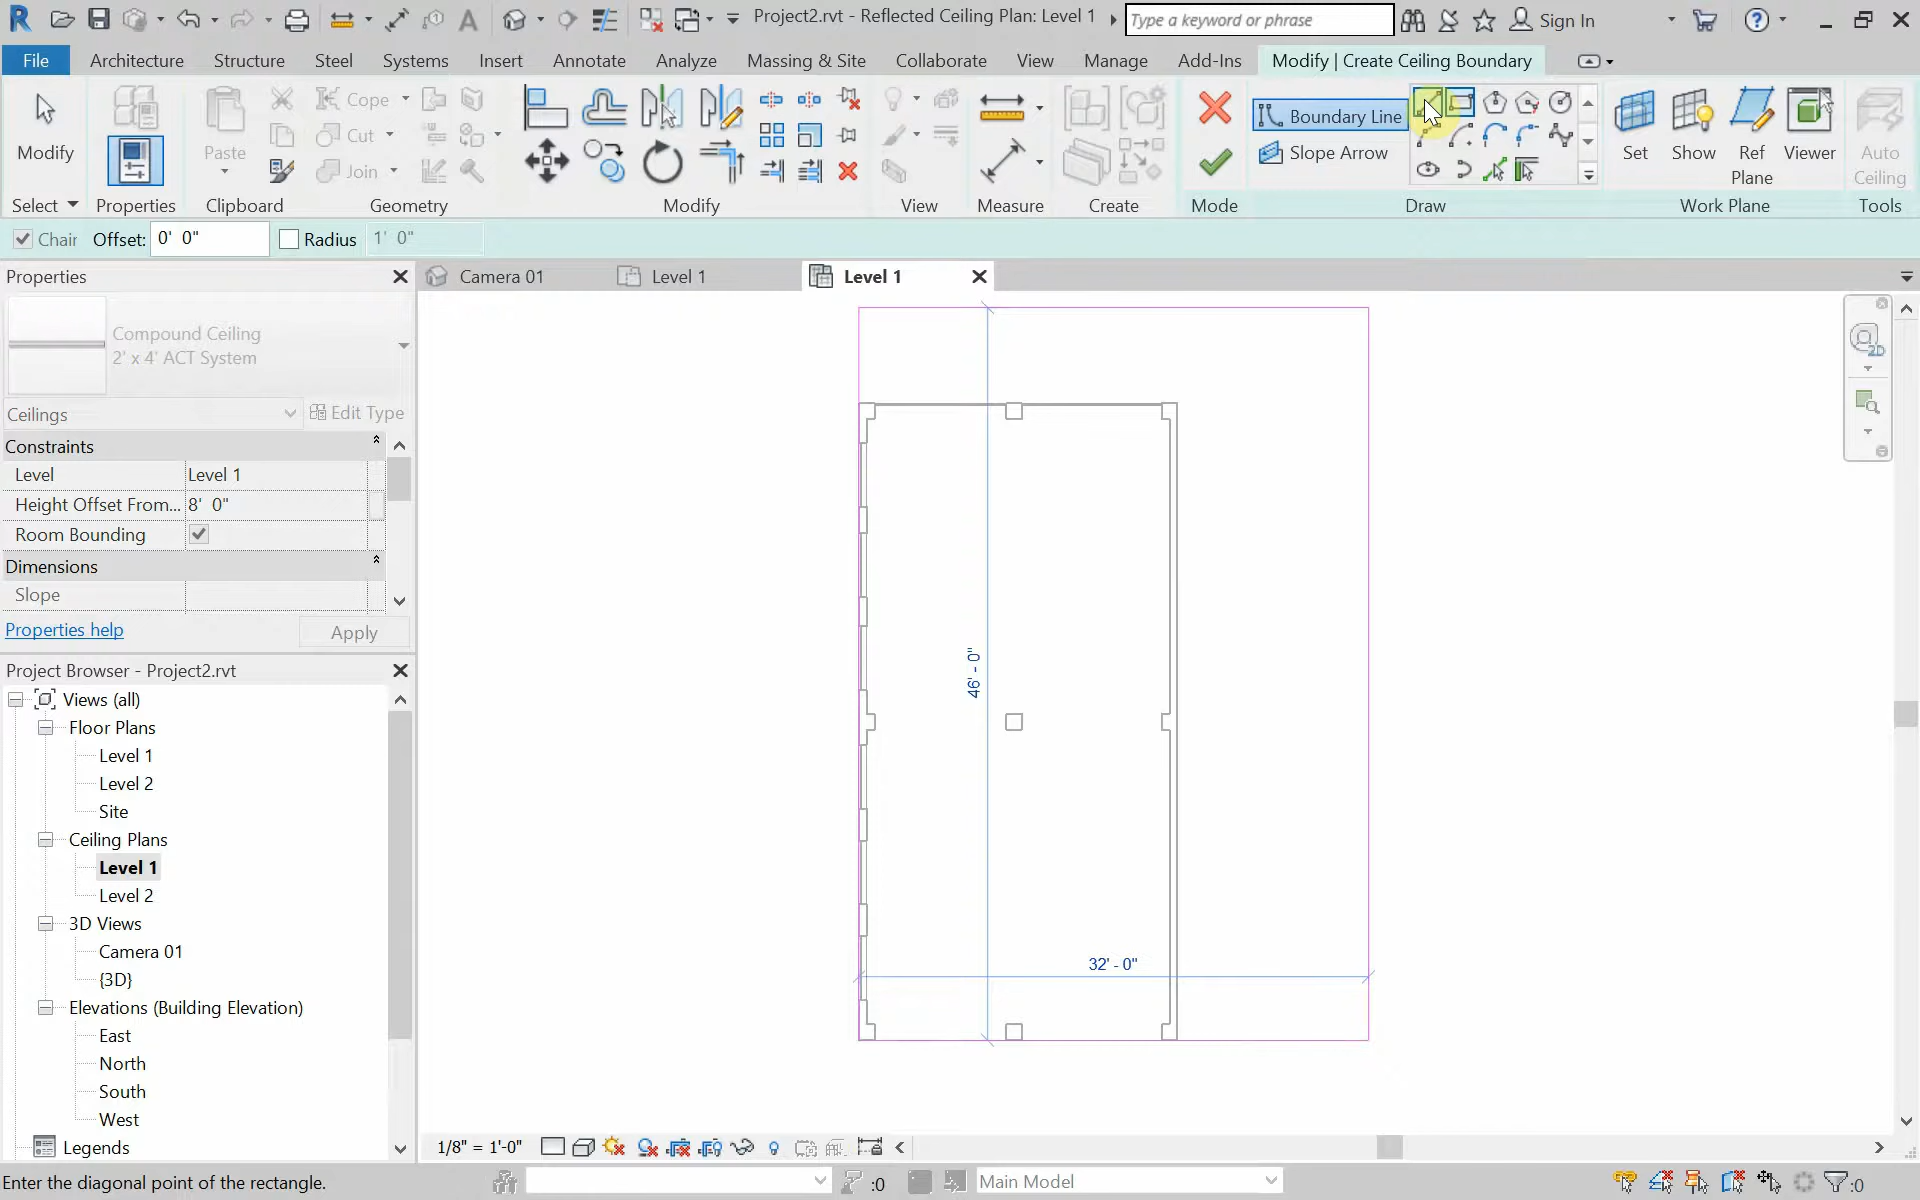 Project2.rvt - Reflected Ceiling Plan: Level 1
Type a keyword or phrase
Sign In
File Architecture Structure Steel Systems Insert Annotate Analyze Massing & Site Collaborate View Manage Add-Ins Modify | Create Ceiling Boundary
Modify
Paste
Cope
Cut
Join
Boundary Line
Slope Arrow
Set
Show
Ref Plane
Viewer
Auto Ceiling
Select Properties Clipboard Geometry Modify View Measure Create Mode Draw Work Plane Tools
Chain Offset: 0' 0" Radius 1' 0"
Properties
Camera 01
Level 1
Level 1
Compound Ceiling
2' x 4' ACT System
Ceilings
Edit Type
Constraints
Level Level 1
Height Offset From... 8' 0"
Room Bounding
Dimensions
Slope
Properties help
Apply
Project Browser - Project2.rvt
Views (all)
Floor Plans
Level 1
Level 2
Site
Ceiling Plans
Level 1
Level 2
3D Views
Camera 01
{3D}
Elevations (Building Elevation)
East
North
South
West
Legends
46' - 0"
32' - 0"
2D
1/8" = 1'-0"
Enter the diagonal point of the rectangle.
:0
Main Model
:0